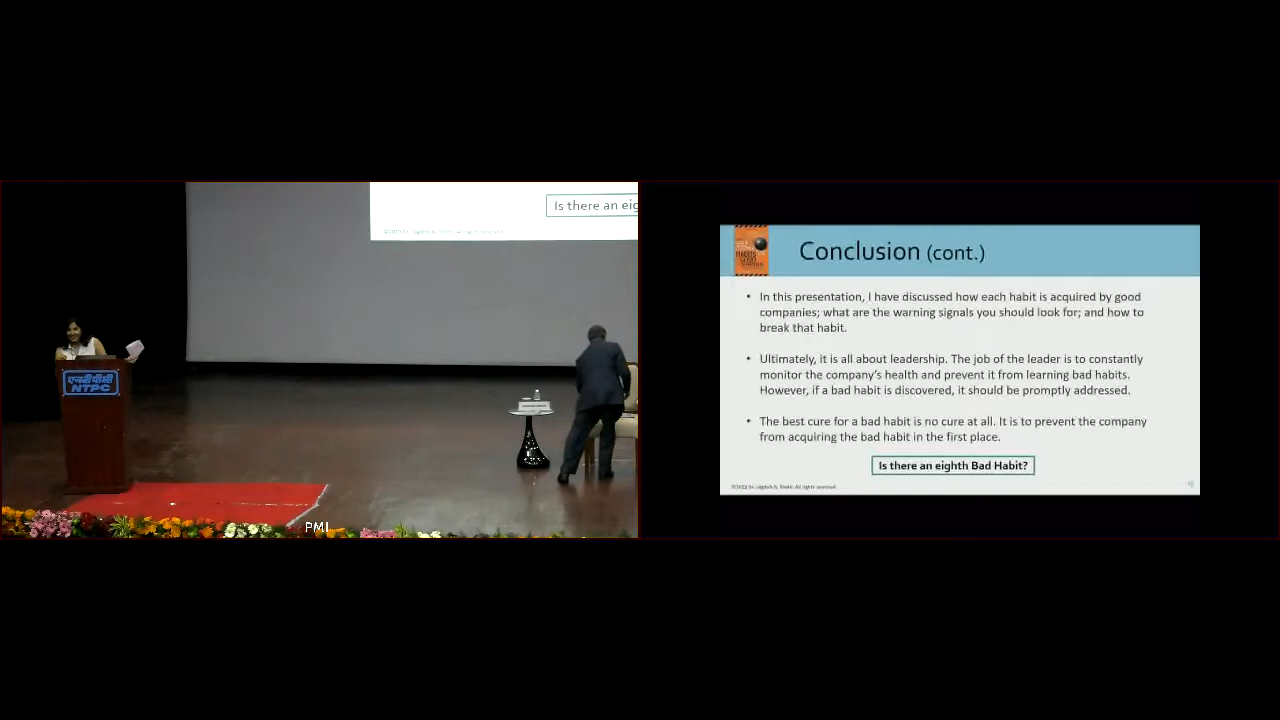 Is there an eig
एनटीपीसी
NTPC
PMI
Conclusion (cont.)
• In this presentation, I have discussed how each habit is acquired by good
companies; what are the warning signals you should look for; and how to
break that habit.
• Ultimately, it is all about leadership. The job of the leader is to constantly
monitor the company's health and prevent it from learning bad habits.
However, if a bad habit is discovered, it should be promptly addressed.
• The best cure for a bad habit is no cure at all. It is to prevent the company
from acquiring the bad habit in the first place.
Is there an eighth Bad Habit?
All rights reserved.